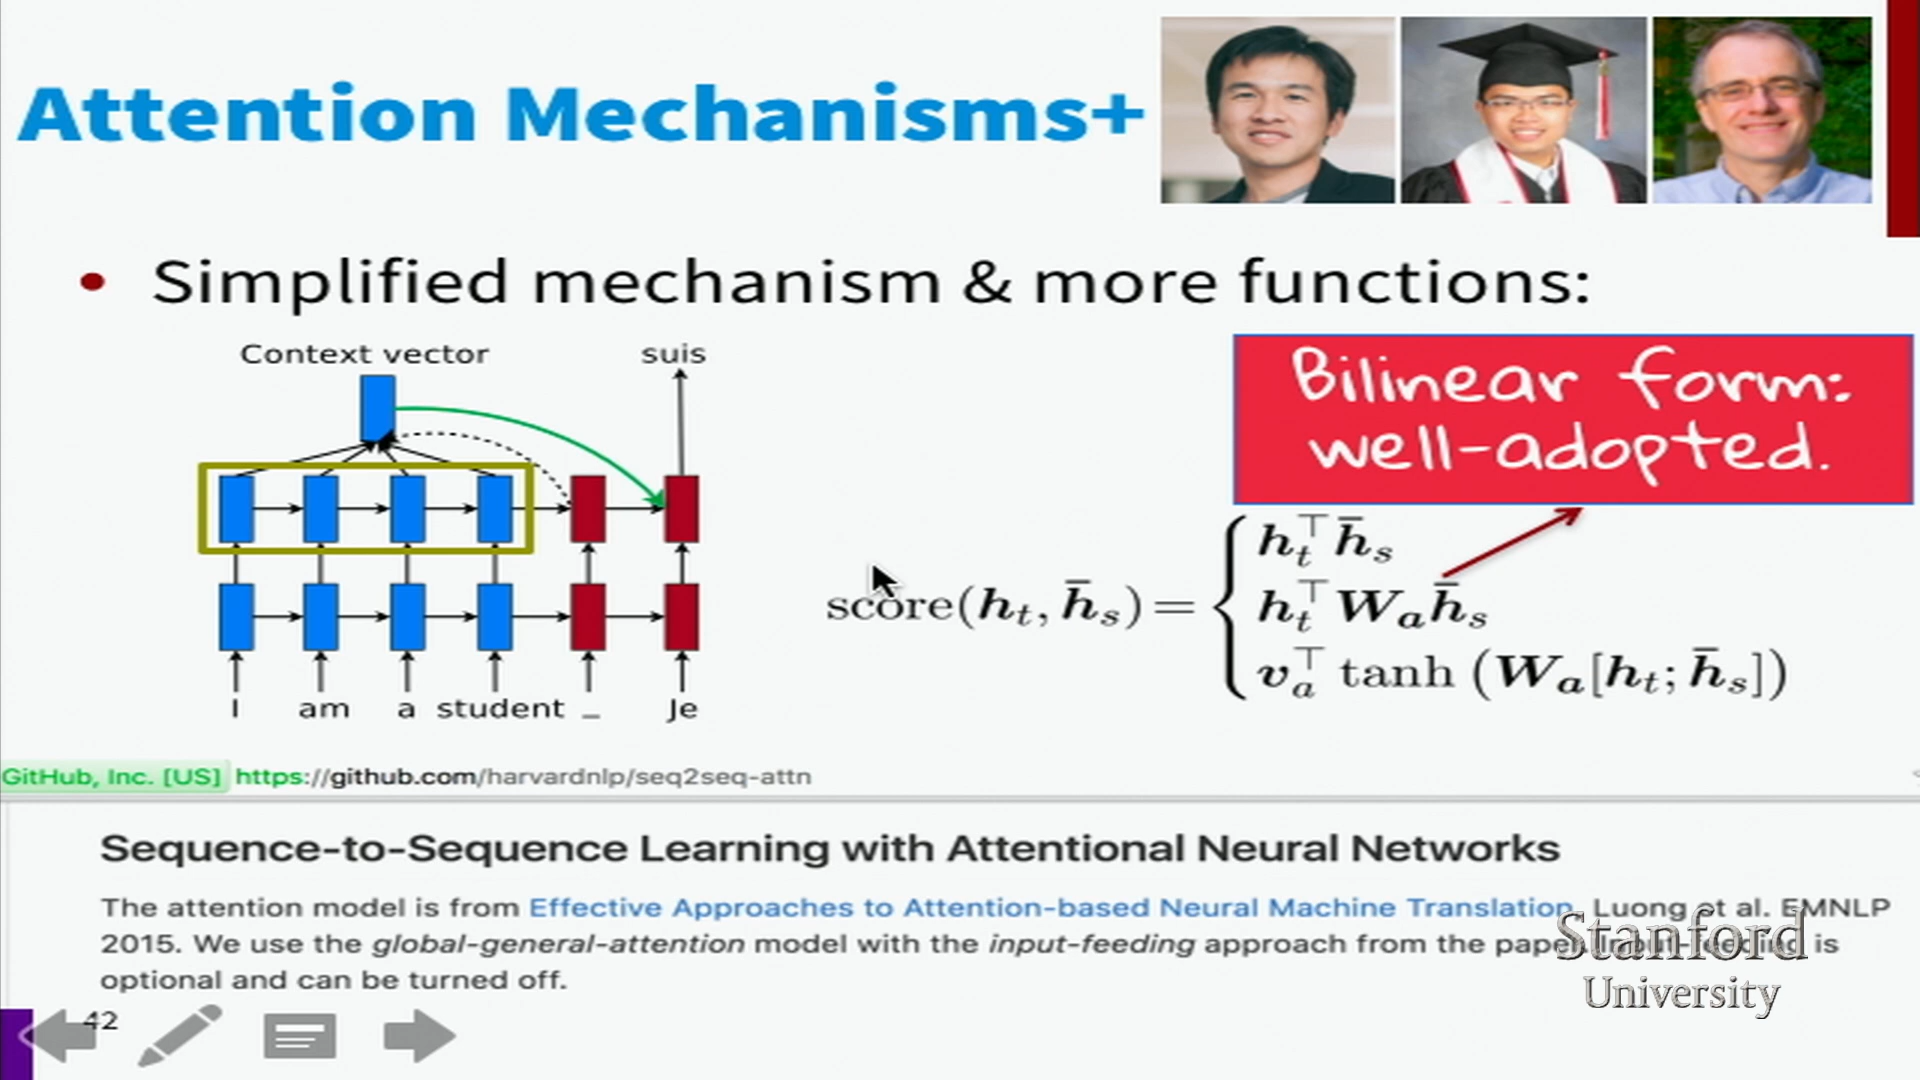 Attention Mechanisms+
• Simplified mechanism & more functions:
Context vector
suis
Bilinear form:
well-adopted.
score(h_t, h̄_s) = { h_t^⊤ h̄_s
h_t^⊤ W_a h̄_s
v_a^⊤ tanh (W_a[h_t; h̄_s])
I am a student _ Je
GitHub, Inc. [US] https://github.com/harvardnlp/seq2seq-attn
Sequence-to-Sequence Learning with Attentional Neural Networks
The attention model is from Effective Approaches to Attention-based Neural Machine Translation, Luong et al. EMNLP
2015. We use the global-general-attention model with the input-feeding approach from the paper. Input-feeding is
optional and can be turned off.
Stanford
University
42